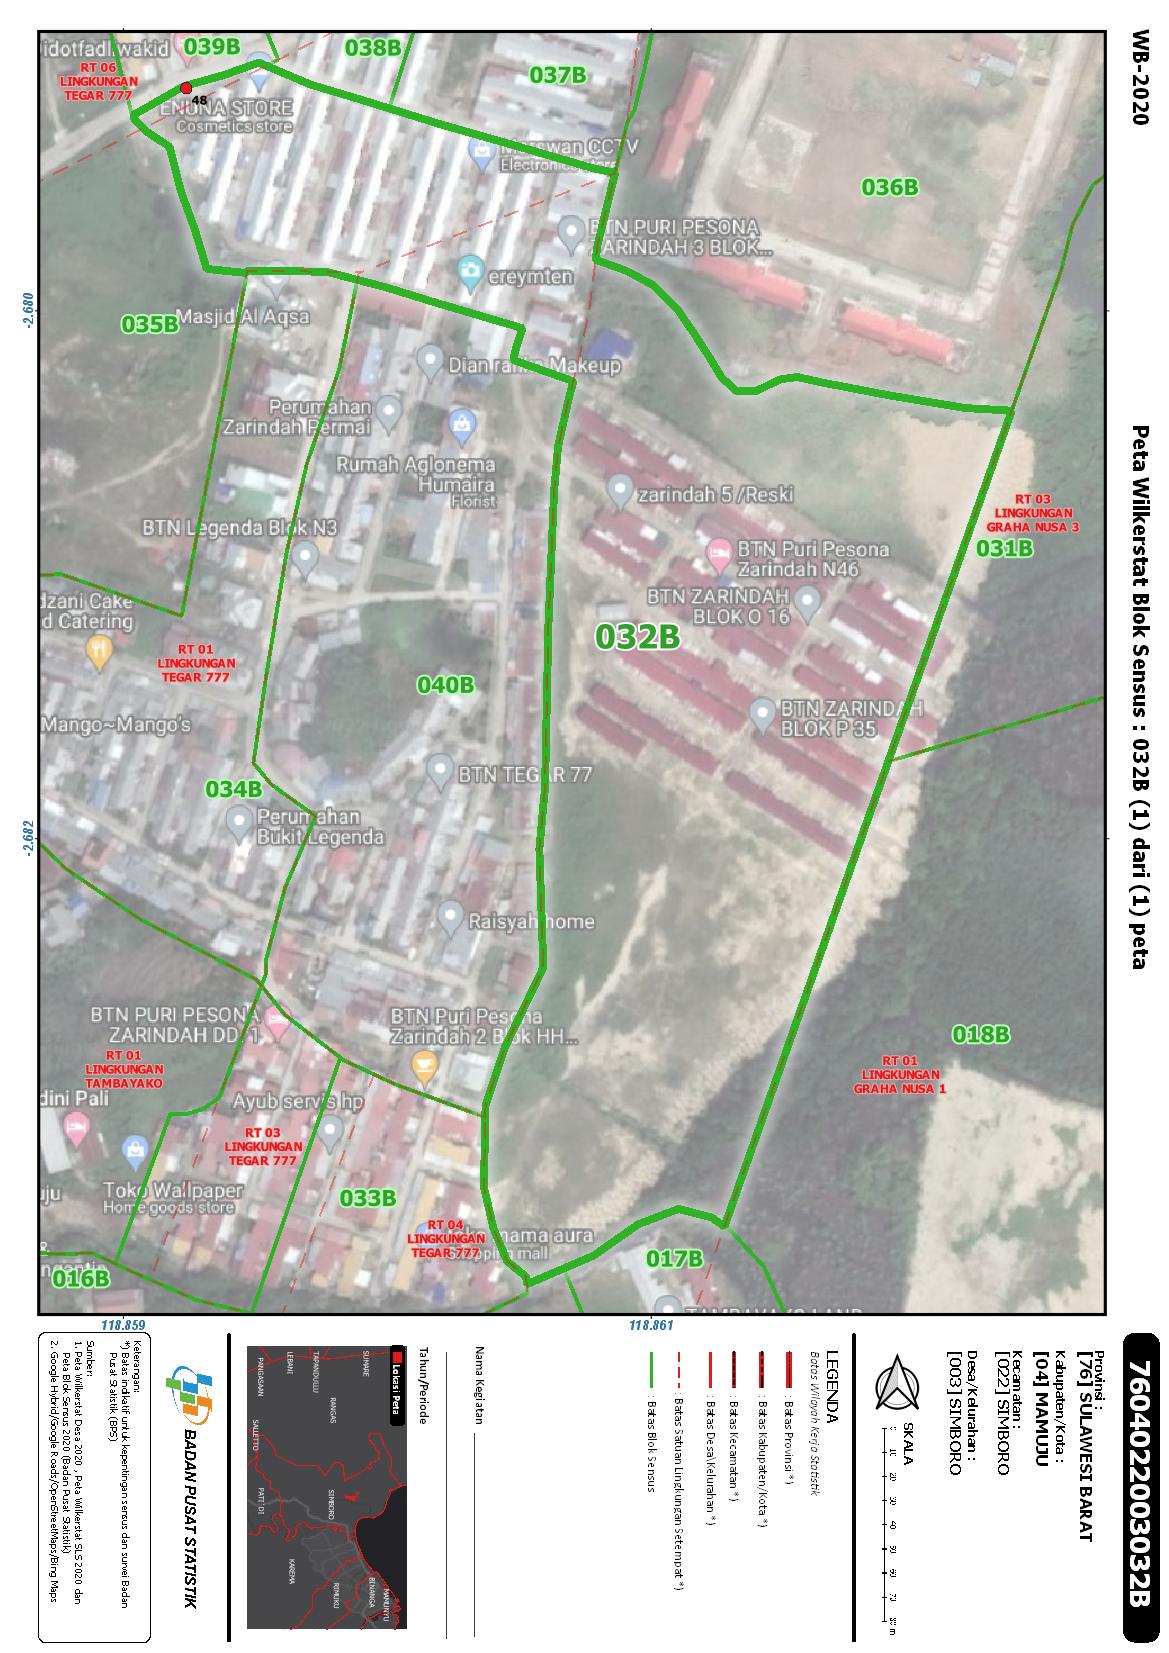 WB-2020
Peta Wilkerstat Blok Sensus : 032B (1) dari (1) peta
idotfadliwakid
039B
038B
037B
RT 06
LINGKUNGAN
TEGAR 777
48
ENUNA STORE
Cosmetics store
Marswan CCTV
Electronics store
036B
BTN PURI PESONA
ZARINDAH 3 BLOK...
ereymten
-2.680
035B
Masjid Al Aqsa
Dian ranka Makeup
Perumahan
Zarindah Permai
Rumah Aglonema
Humaira
Florist
zarindah 5 /Reski
RT 03
LINGKUNGAN
GRAHA NUSA 3
031B
BTN Legenda Blok N3
BTN Puri Pesona
Zarindah N46
BTN ZARINDAH
BLOK O 16
dzani Cake
d Catering
032B
RT 01
LINGKUNGAN
TEGAR 777
040B
Mango~Mango's
BTN ZARINDAH
BLOK P 35
BTN TEGAR 77
034B
Perumahan
Bukit Legenda
-2.682
Raisyah home
BTN PURI PESONA
ZARINDAH DD 1
BTN Puri Pesona
Zarindah 2 Blok HH...
018B
RT 01
LINGKUNGAN
TAMBAYAKO
RT 01
LINGKUNGAN
GRAHA NUSA 1
dini Pali
Ayub servis hp
RT 03
LINGKUNGAN
TEGAR 777
Toko Wallpaper
Home goods store
uju
033B
RT 04
LINGKUNGAN
TEGAR 777
mama aura
mall
017B
016B
TAMBAYAKO LAND
118.859
118.861
7604022003032B
Provinsi :
[76] SULAWESI BARAT
Kabupaten/Kota :
[04] MAMUJU
Kecamatan :
[022] SIMBORO
Desa/Kelurahan :
[003] SIMBORO
SKALA
0 10 20 30 40 50 60 70 80 m
LEGENDA
Batas Wilayah Kerja Statistik
: Batas Provinsi *)
: Batas Kabupaten/Kota *)
: Batas Kecamatan *)
: Batas Desa\Kelurahan *)
: Batas Satuan Lingkungan Setempat *)
: Batas Blok Sensus
Nama Kegiatan
Tahun/Periode
Lokasi Peta
SUMARE
TAPANDULLU
LEBANI
PANGASAAN
RANGAS
SALLETTO
SIMBORO
PATI'DI
KAREMA
RIMUKU
BINANGA
MAMUNYU
BADAN PUSAT STATISTIK
Keterangan:
*) Batas indikatif untuk kepentingan sensus dan survei Badan
Pusat Statistik (BPS)
Sumber:
1. Peta Wilkerstat Desa 2020 , Peta Wilkerstat SLS 2020 dan
Peta Blok Sensus 2020 (Badan Pusat Statistik)
2. Google Hybrid/Google Roads/OpenStreetMaps/Bing Maps